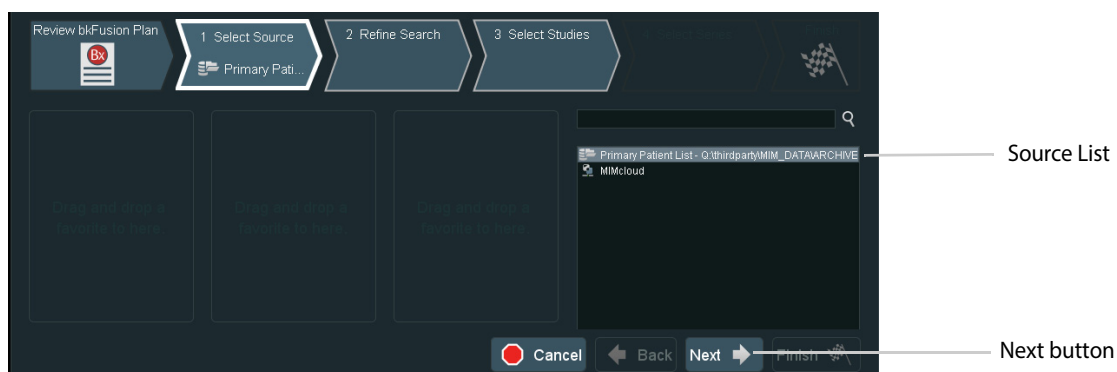 Review bkFusion Plan
Bx
1 Select Source
Primary Pati...
2 Refine Search
3 Select Studies
Primary Patient List - Q:\thirdparty\MIM_DATA\ARCHIVE
MIMcloud
Source List
Drag and drop a
favorite to here
Drag and drop a
favorite to here
Drag and drop a
favorite to here
Cancel
Back
Next
Finish
Next button